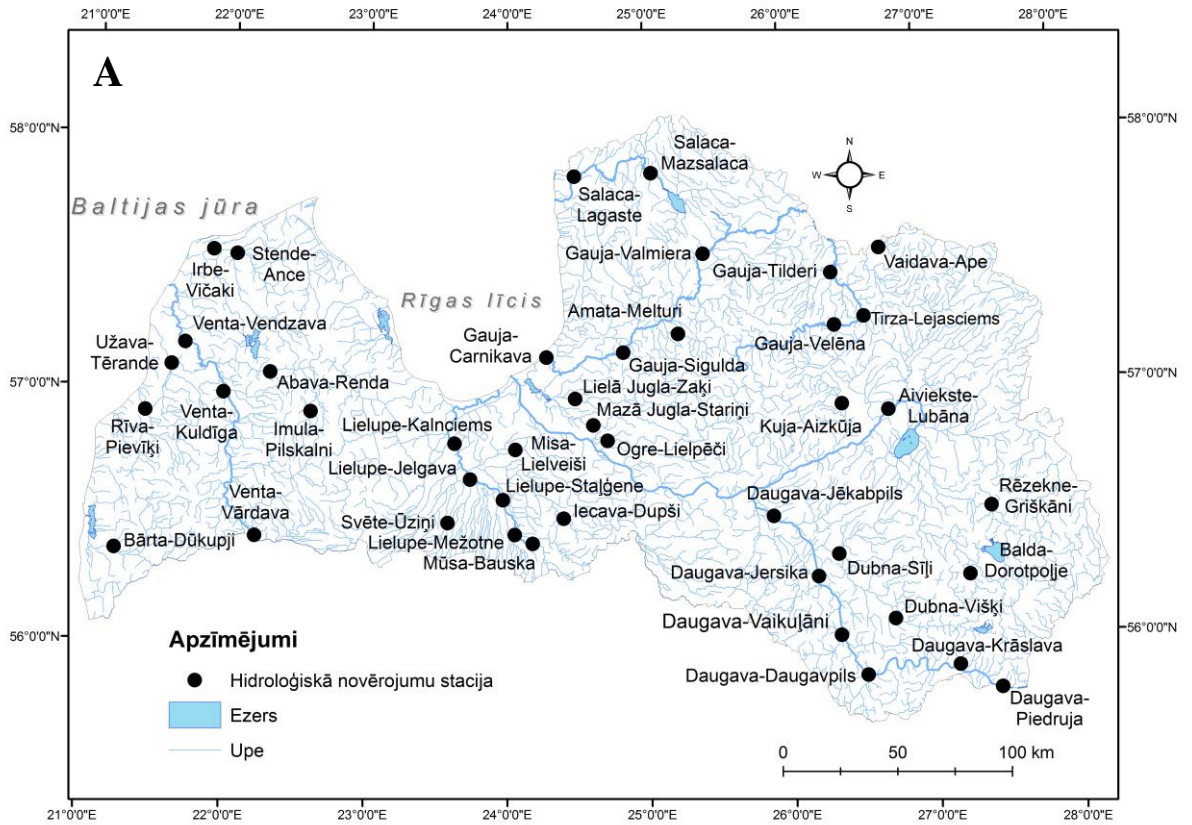 21°0'0"E 22°0'0"E 23°0'0"E 24°0'0"E 25°0'0"E 26°0'0"E 27°0'0"E 28°0'0"E
A
58°0'0"N
58°0'0"N
N
W
E
S
Salaca-
Mazsalaca
Salaca-
Lagaste
Baltijas jūra
Stende-
Ance
Irbe-
Vičaki
Gauja-Valmiera
Gauja-Tilderi
Vaidava-Ape
Rīgas līcis
Venta-Vendzava
Amata-Melturi
Tirza-Lejasciems
Užava-
Tērande
Gauja-
Carnikava
Gauja-Velēna
Gauja-Sigulda
57°0'0"N
57°0'0"N
Abava-Renda
Lielā Jugla-Zaķi
Aiviekste-
Lubāna
Venta-
Kuldīga
Mazā Jugla-Stariņi
Rīva-
Pievīķi
Imula-
Pilskalni
Lielupe-Kalnciems
Kuja-Aizkūja
Misa-
Lielveiši
Ogre-Lielpēči
Lielupe-Jelgava
Lielupe-Staļģene
Venta-
Vārdava
Daugava-Jēkabpils
Rēzekne-
Griškāni
Iecava-Dupši
Svēte-Ūziņi
Bārta-Dūkupji
Lielupe-Mežotne
Mūsa-Bauska
Balda-
Dorotpoļje
Dubna-Sīļi
Daugava-Jersika
Dubna-Višķi
Daugava-Vaikuļāni
56°0'0"N
56°0'0"N
Daugava-Krāslava
Daugava-Daugavpils
Daugava-
Piedruja
Apzīmējumi
Hidroloģiskā novērojumu stacija
Ezers
Upe
0 50 100 km
21°0'0"E 22°0'0"E 23°0'0"E 24°0'0"E 25°0'0"E 26°0'0"E 27°0'0"E 28°0'0"E